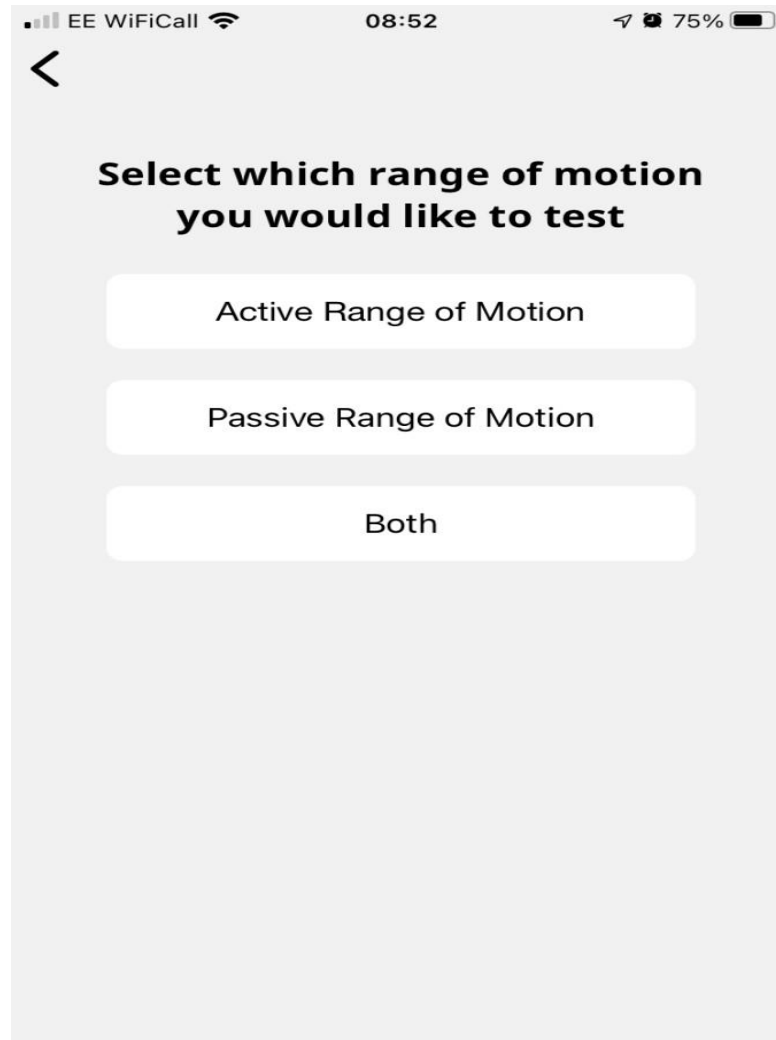 EE WiFiCall 08:52 75%
Select which range of motion
you would like to test
Active Range of Motion
Passive Range of Motion
Both